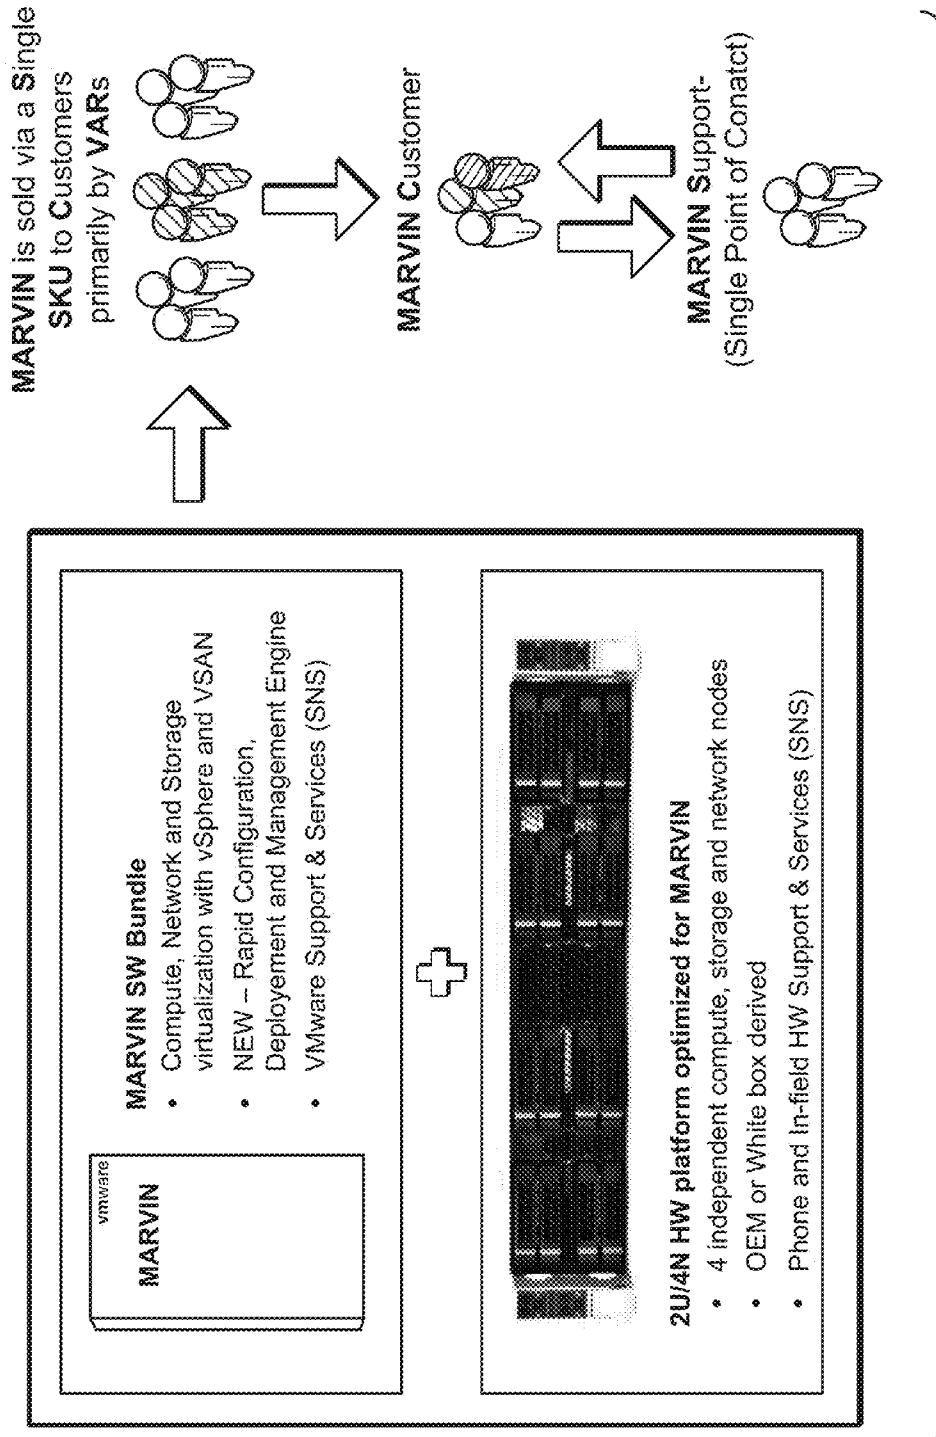 vmware
MARVIN
MARVIN SW Bundle
• Compute, Network and Storage
virtualization with vSphere and VSAN
• NEW – Rapid Configuration,
Deployement and Management Engine
• VMware Support & Services (SNS)
2U/4N HW platform optimized for MARVIN
• 4 independent compute, storage and network nodes
• OEM or White box derived
• Phone and In-field HW Support & Services (SNS)
MARVIN is sold via a Single
SKU to Customers
primarily by VARs
MARVIN Customer
MARVIN Support-
(Single Point of Conatct)